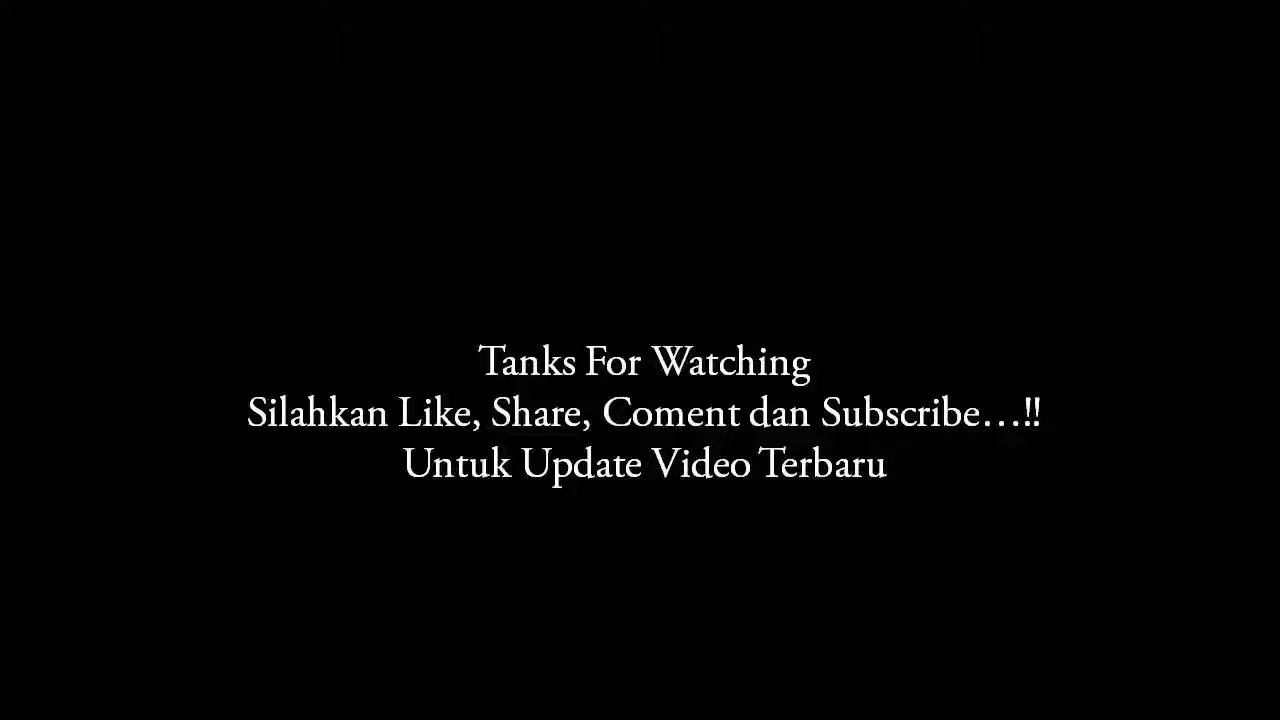 Tanks For Watching
Silahkan Like, Share, Coment dan Subscribe...!!
Untuk Update Video Terbaru